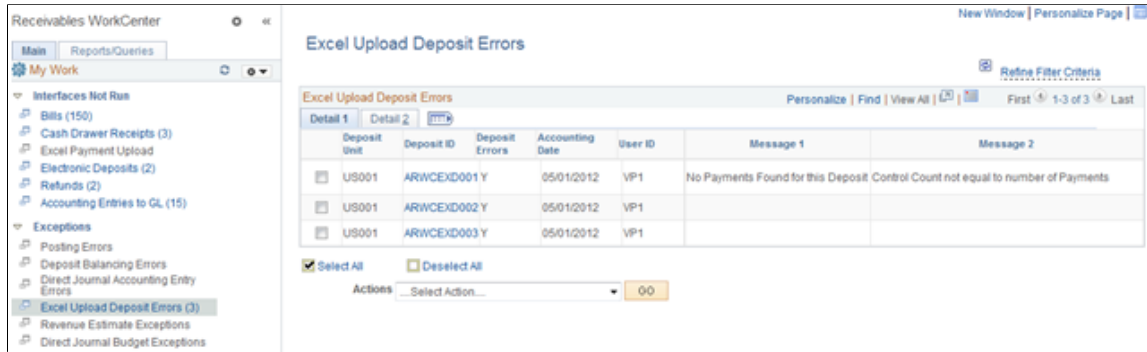 Receivables WorkCenter
Main Reports/Queries
My Work
Interfaces Not Run
Bills (150)
Cash Drawer Receipts (3)
Excel Payment Upload
Electronic Deposits (2)
Refunds (2)
Accounting Entries to GL (15)
Exceptions
Posting Errors
Deposit Balancing Errors
Direct Journal Accounting Entry
Errors
Excel Upload Deposit Errors (3)
Revenue Estimate Exceptions
Direct Journal Budget Exceptions
New Window | Personalize Page |
Excel Upload Deposit Errors
Refine Filter Criteria
Excel Upload Deposit Errors Personalize | Find | View All | | First 1-3 of 3 Last
Detail 1 Detail 2
Deposit Unit Deposit ID Deposit Errors Accounting Date User ID Message 1 Message 2
US001 ARWCEXD001 Y 05/01/2012 VP1 No Payments Found for this Deposit Control Count not equal to number of Payments
US001 ARWCEXD002 Y 05/01/2012 VP1
US001 ARWCEXD003 Y 05/01/2012 VP1
Select All Deselect All
Actions ...Select Action... GO